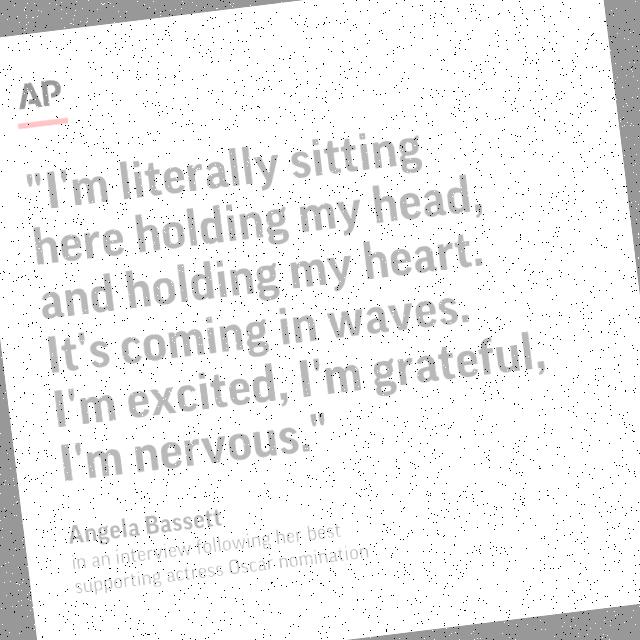 AP
"I'm literally sitting
here holding my head,
and holding my heart.
It's coming in waves.
I'm excited, I'm grateful,
I'm nervous."
Angela Bassett
in an interview following her best
supporting actress Oscar nomination